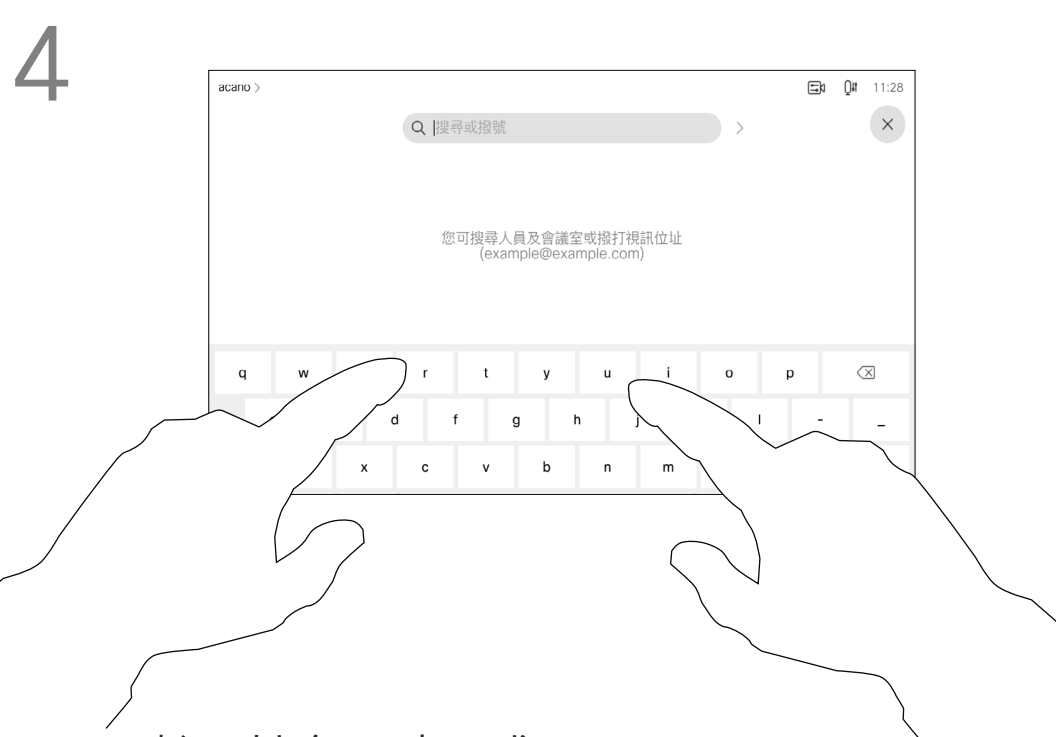 4
acano >
11:28
搜尋或撥號
您可搜尋人員及會議室或撥打視訊位址
(example@example.com)
q w r t y u i o p
d f g h j l - _
x c v b n m